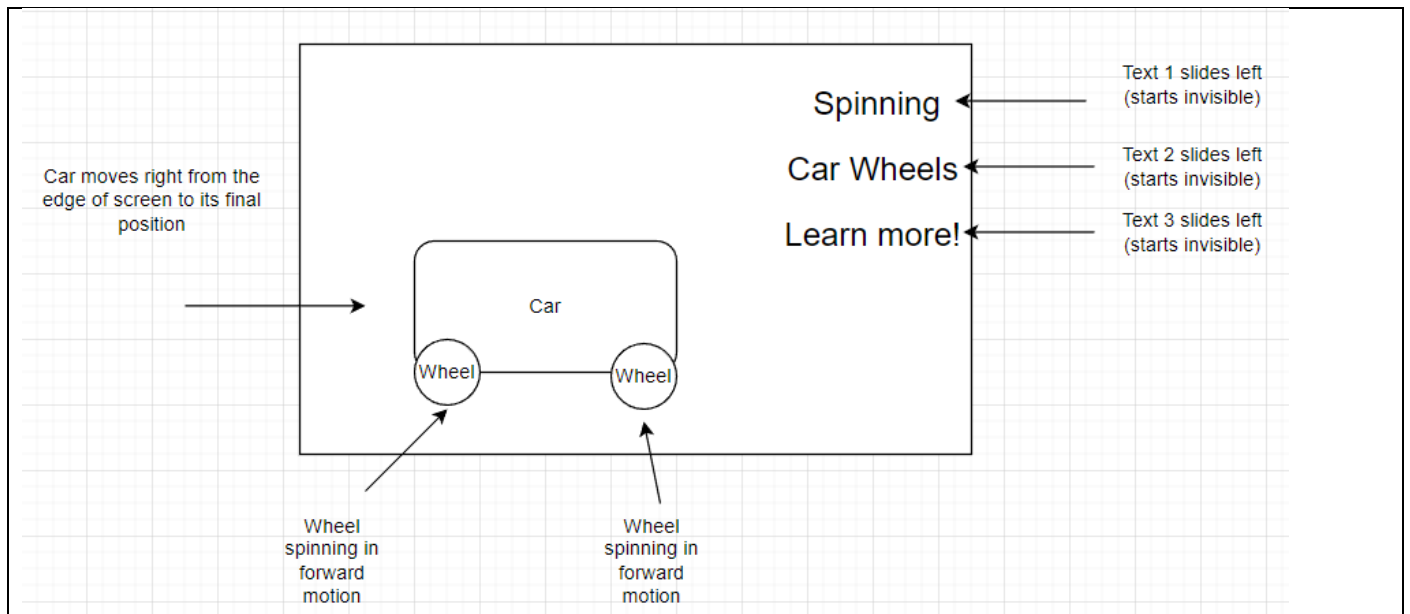 Text 1 slides left
(starts invisible)
Spinning
Text 2 slides left
(starts invisible)
Car Wheels
Car moves right from the
edge of screen to its final
position
Text 3 slides left
(starts invisible)
Learn more!
Car
Wheel
Wheel
Wheel
spinning in
forward
motion
Wheel
spinning in
forward
motion